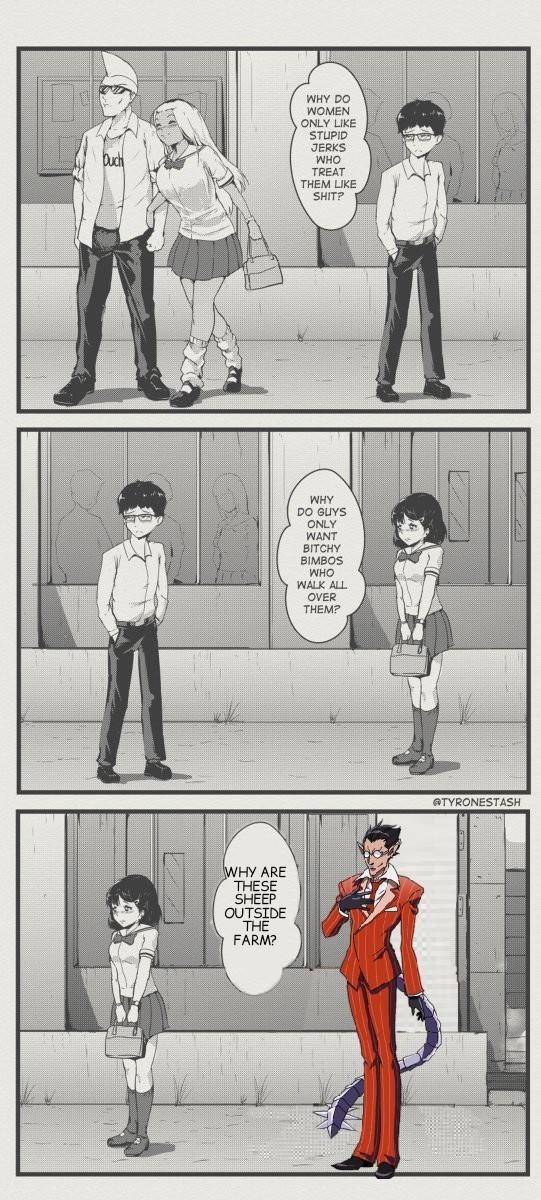 WHY DO
WOMEN
ONLY LIKE
STUPID
JERKS
WHO
TREAT
THEM LIKE
SHIT?
Ouch
WHY
DO GUYS
ONLY
WANT
BITCHY
BIMBOS
WHO
WALK ALL
OVER
THEM?
@TYRONESTASH
WHY ARE
THESE
SHEEP
OUTSIDE
THE
FARM?